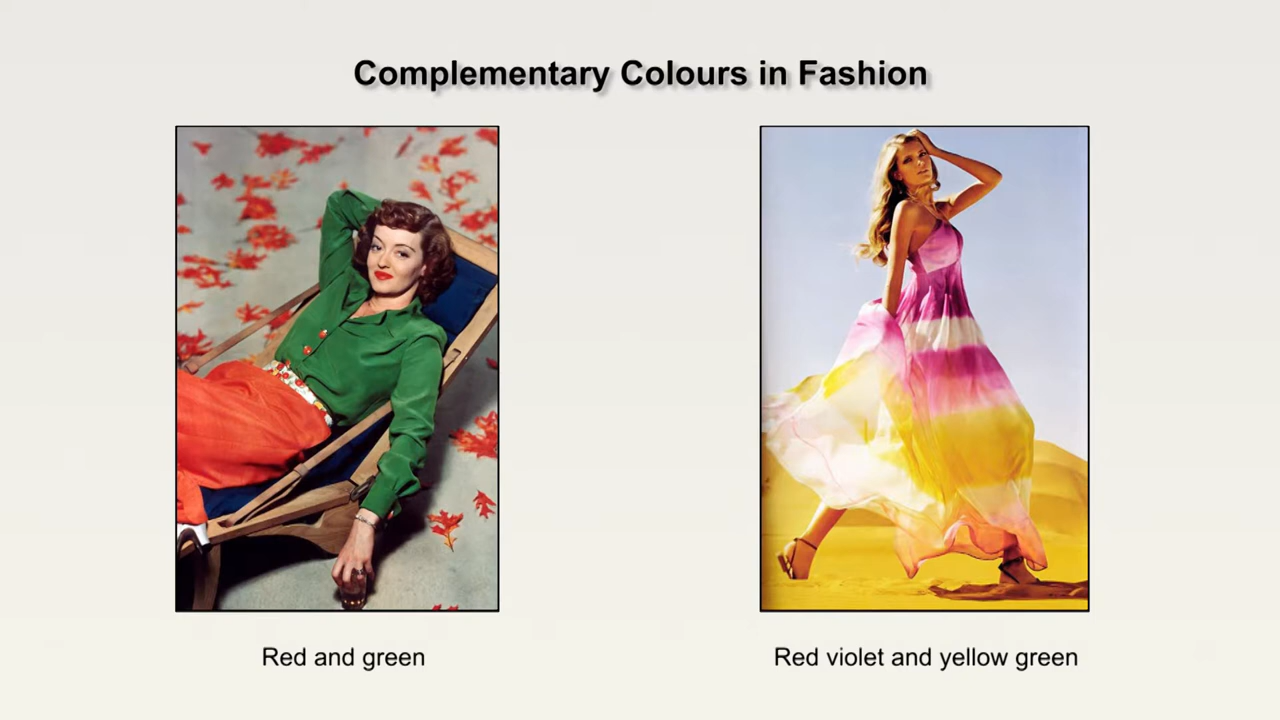 Complementary Colours in Fashion
Red and green
Red violet and yellow green